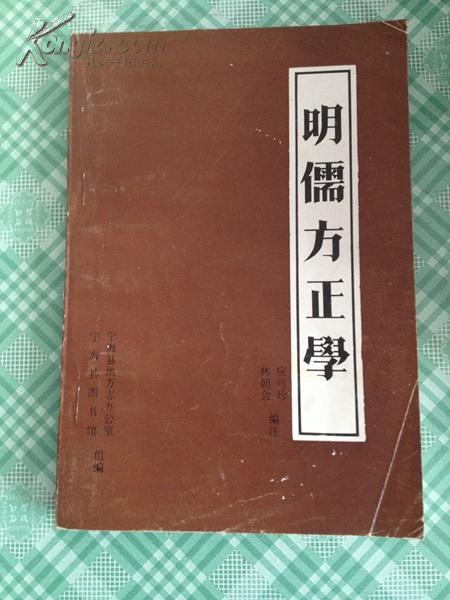 明儒方正學
应可珍
林朝会 编注
宁海县地方志办公室
宁海县图书馆 组编
Kongfz.com